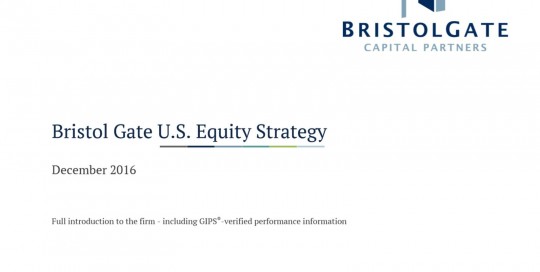 BRISTOLGATE
CAPITAL PARTNERS
Bristol Gate U.S. Equity Strategy
December 2016
Full introduction to the firm - including GIPS®-verified performance information